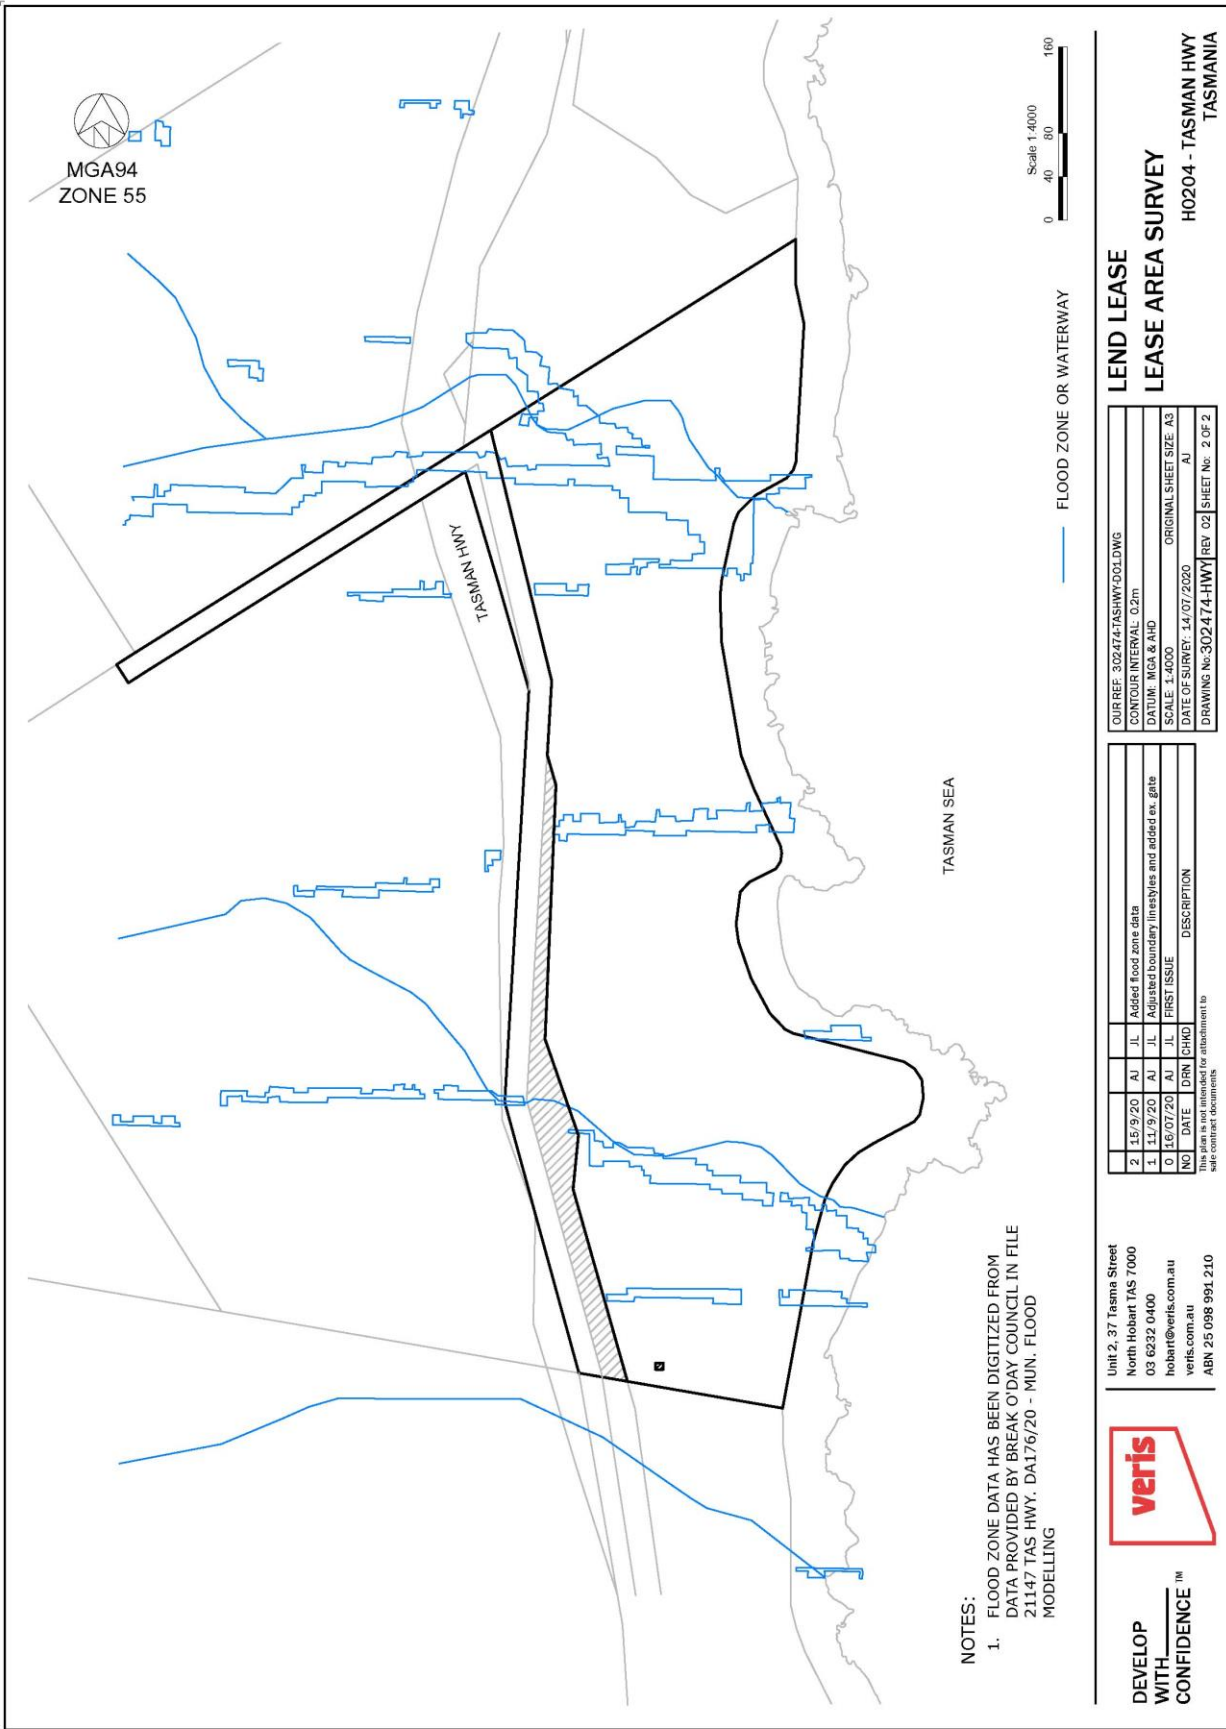 MGA94
ZONE 55
N
TASMAN HWY
TASMAN SEA
Scale 1:4000
0 40 80 160
FLOOD ZONE OR WATERWAY
NOTES:
1. FLOOD ZONE DATA HAS BEEN DIGITIZED FROM
DATA PROVIDED BY BREAK O'DAY COUNCIL IN FILE
21147 TAS HWY. DA176/20 - MUN. FLOOD
MODELLING
DEVELOP
WITH
CONFIDENCE ™
veris
Unit 2, 37 Tasma Street
North Hobart TAS 7000
03 6232 0400
hobart@veris.com.au
veris.com.au
ABN 25 098 991 210
2 15/9/20 AJ JL Added flood zone data
1 11/9/20 AJ JL Adjusted boundary linestyles and added ex. gate
0 16/07/20 AJ JL FIRST ISSUE
NO DATE DRN CHKD DESCRIPTION
This plan is not intended for attachment to
sale contract documents
OUR REF: 302474-TASHWY-D01.DWG
CONTOUR INTERVAL: 0.2m
DATUM: MGA & AHD
SCALE: 1:4000 ORIGINAL SHEET SIZE: A3
DATE OF SURVEY: 14/07/2020 AJ
DRAWING No: 302474-HWY REV 02 SHEET No: 2 OF 2
LEND LEASE
LEASE AREA SURVEY
H0204 - TASMAN HWY
TASMANIA